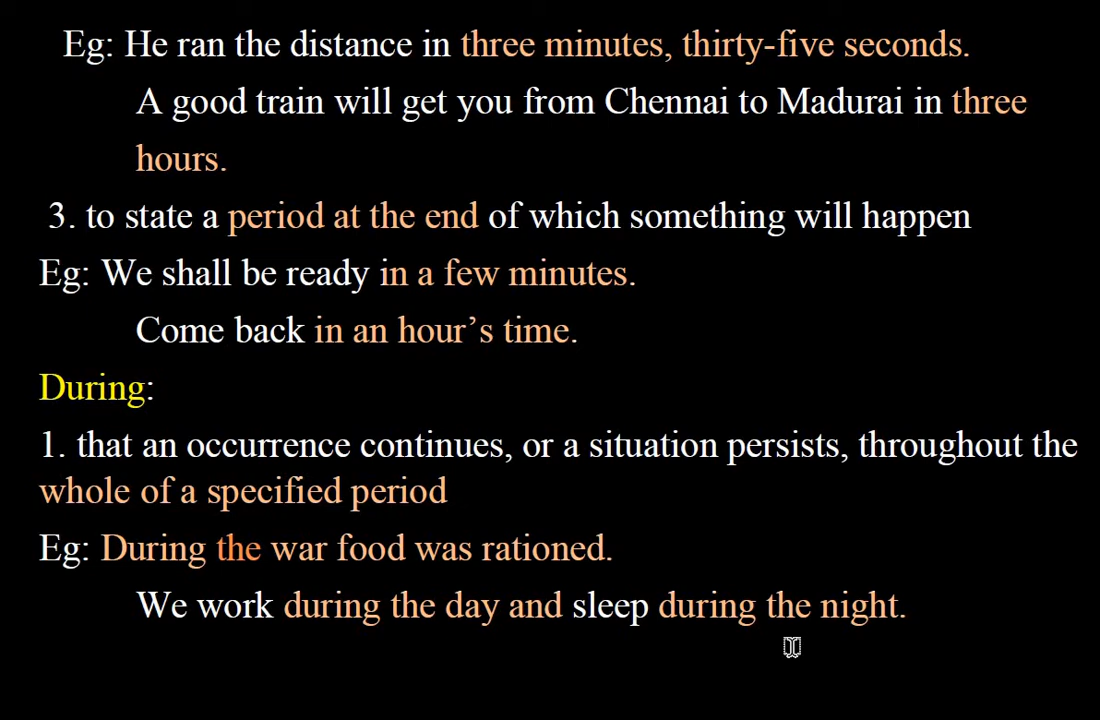 Eg: He ran the distance in three minutes, thirty-five seconds.
A good train will get you from Chennai to Madurai in three
hours.
3. to state a period at the end of which something will happen
Eg: We shall be ready in a few minutes.
Come back in an hour’s time.
During:
1. that an occurrence continues, or a situation persists, throughout the
whole of a specified period
Eg: During the war food was rationed.
We work during the day and sleep during the night.